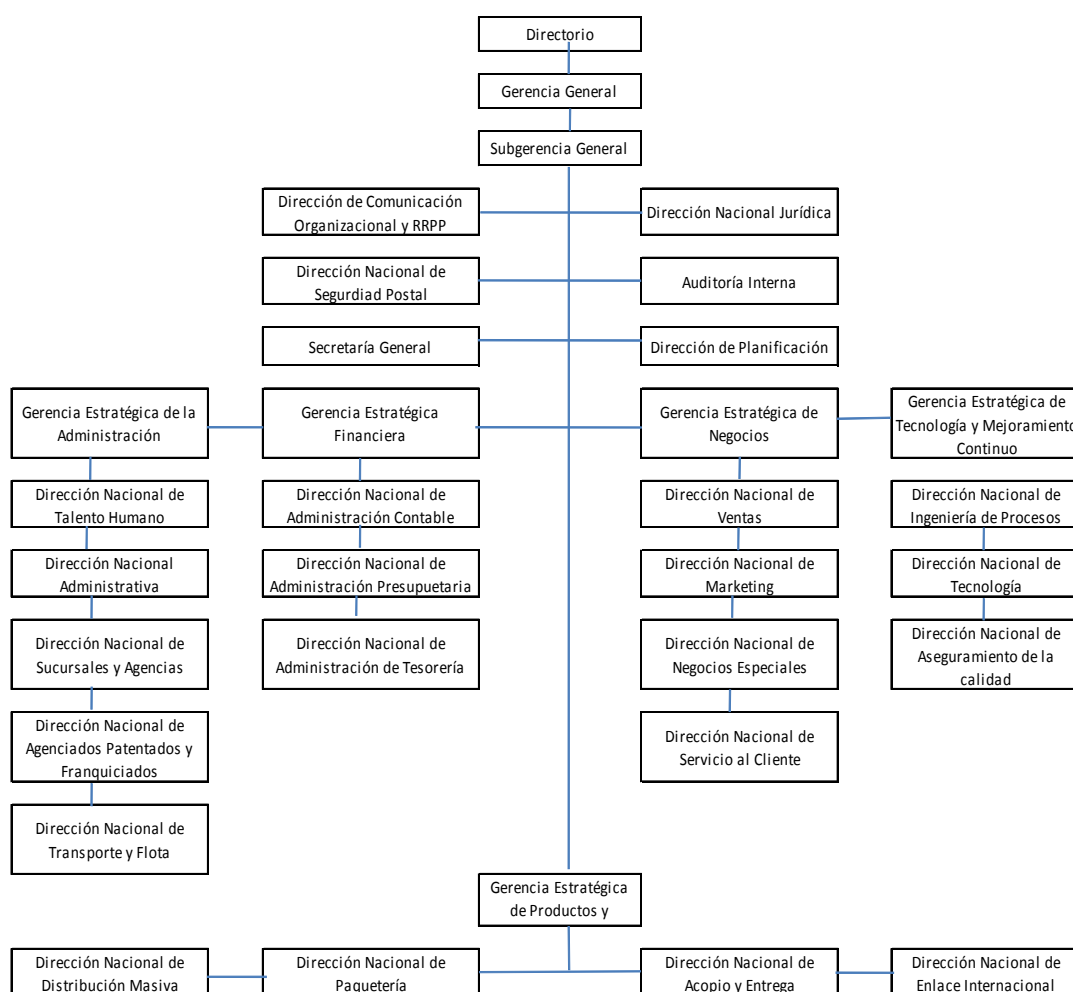 Directorio
Gerencia General
Subgerencia General
Dirección de Comunicación
Organizacional y RRPP
Dirección Nacional Jurídica
Dirección Nacional de
Segurdiad Postal
Auditoría Interna
Secretaría General
Dirección de Planificación
Gerencia Estratégica de la
Administración
Gerencia Estratégica
Financiera
Gerencia Estratégica de
Negocios
Gerencia Estratégica de
Tecnología y Mejoramiento
Continuo
Dirección Nacional de
Talento Humano
Dirección Nacional de
Administración Contable
Dirección Nacional de
Ventas
Dirección Nacional de
Ingeniería de Procesos
Dirección Nacional
Administrativa
Dirección Nacional de
Administración Presupuetaria
Dirección Nacional de
Marketing
Dirección Nacional de
Tecnología
Dirección Nacional de
Sucursales y Agencias
Dirección Nacional de
Administración de Tesorería
Dirección Nacional de
Negocios Especiales
Dirección Nacional de
Aseguramiento de la
calidad
Dirección Nacional de
Agenciados Patentados y
Franquiciados
Dirección Nacional de
Servicio al Cliente
Dirección Nacional de
Transporte y Flota
Gerencia Estratégica
de Productos y
Dirección Nacional de
Distribución Masiva
Dirección Nacional de
Paquetería
Dirección Nacional de
Acopio y Entrega
Dirección Nacional de
Enlace Internacional